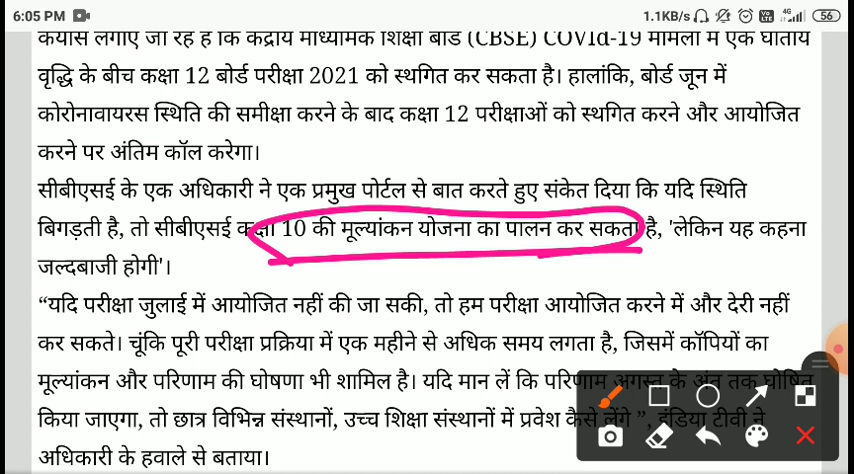 6:05 PM 1.1KB/s 4G 56
कयास लगाए जा रहे हैं कि केंद्रीय माध्यमिक शिक्षा बोर्ड (CBSE) COVId-19 मामलों में एक घातीय
वृद्धि के बीच कक्षा 12 बोर्ड परीक्षा 2021 को स्थगित कर सकता है। हालांकि, बोर्ड जून में
कोरोनावायरस स्थिति की समीक्षा करने के बाद कक्षा 12 परीक्षाओं को स्थगित करने और आयोजित
करने पर अंतिम कॉल करेगा।
सीबीएसई के एक अधिकारी ने एक प्रमुख पोर्टल से बात करते हुए संकेत दिया कि यदि स्थिति
बिगड़ती है, तो सीबीएसई कक्षा 10 की मूल्यांकन योजना का पालन कर सकता है, 'लेकिन यह कहना
जल्दबाजी होगी'।
“यदि परीक्षा जुलाई में आयोजित नहीं की जा सकी, तो हम परीक्षा आयोजित करने में और देरी नहीं
कर सकते। चूंकि पूरी परीक्षा प्रक्रिया में एक महीने से अधिक समय लगता है, जिसमें कॉपियों का
मूल्यांकन और परिणाम की घोषणा भी शामिल है। यदि मान लें कि परिणाम अगस्त के अंत तक घोषित
किया जाएगा, तो छात्र विभिन्न संस्थानों, उच्च शिक्षा संस्थानों में प्रवेश कैसे लेंगे ”, इंडिया टीवी ने
अधिकारी के हवाले से बताया।